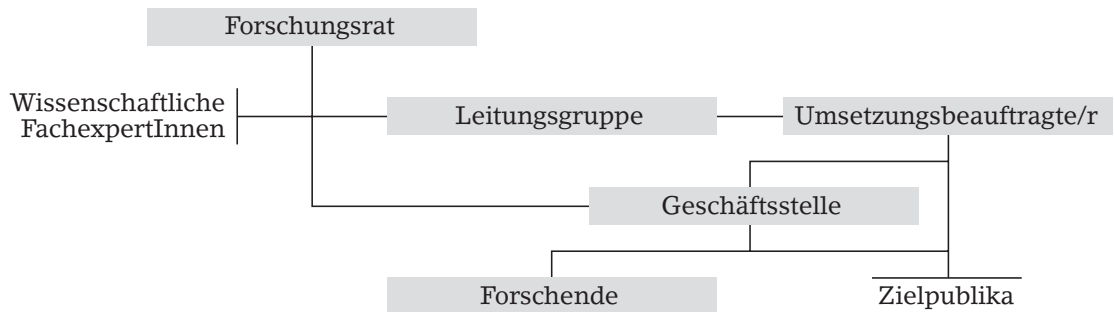 Forschungsrat
Wissenschaftliche
FachexpertInnen
Leitungsgruppe
Umsetzungsbeauftragte/r
Geschäftsstelle
Forschende
Zielpublika